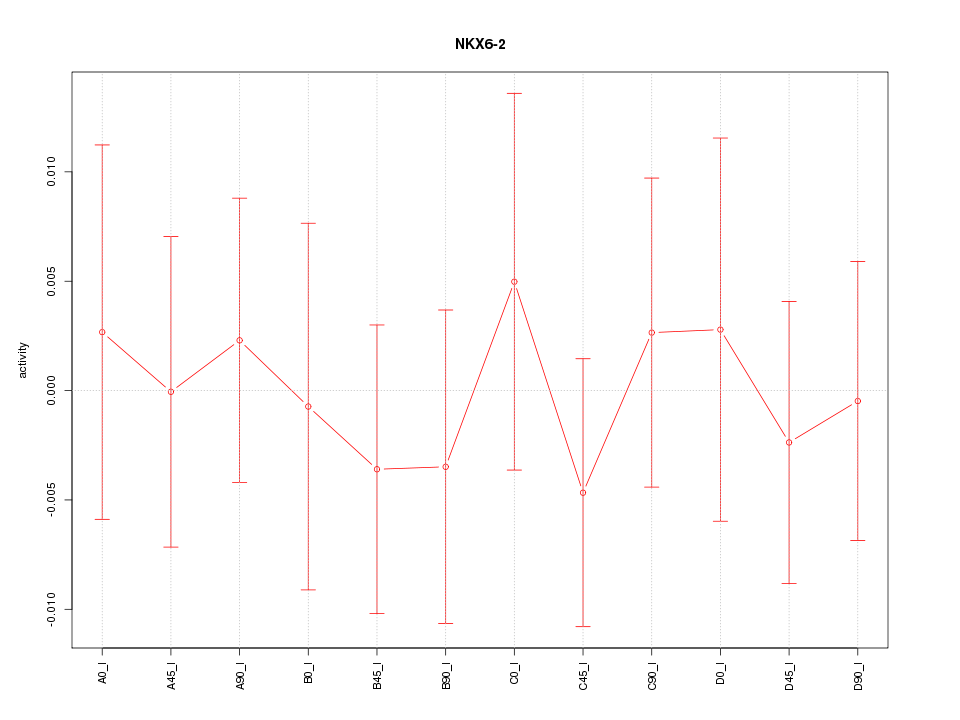 NKX6-2
activity
0.010
0.005
0.000
-0.005
-0.010
A0_I
A45_I
A90_I
B0_I
B45_I
B90_I
C0_I
C45_I
C90_I
D0_I
D45_I
D90_I